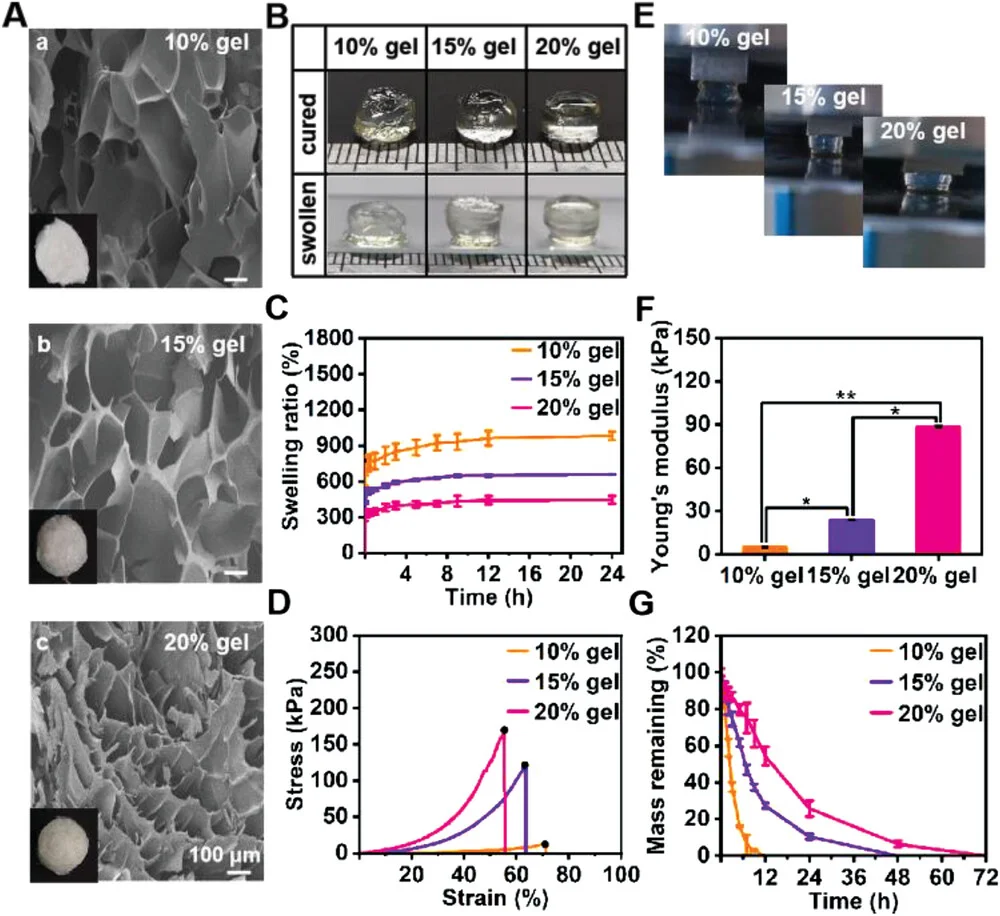 A
a
10% gel
b
15% gel
c
20% gel
100 μm
B
10% gel 15% gel 20% gel
cured
swollen
C
Swelling ratio (%)
1800
1500
1200
900
600
300
0
10% gel
15% gel
20% gel
4 8 12 16 20 24
Time (h)
D
Stress (kPa)
300
250
200
150
100
50
0
10% gel
15% gel
20% gel
20 40 60 80 100
Strain (%)
E
10% gel
15% gel
20% gel
F
Young's modulus (kPa)
150
120
90
60
30
0
**
*
*
10% gel 15% gel 20% gel
G
Mass remaining (%)
120
100
80
60
40
20
0
10% gel
15% gel
20% gel
12 24 36 48 60 72
Time (h)